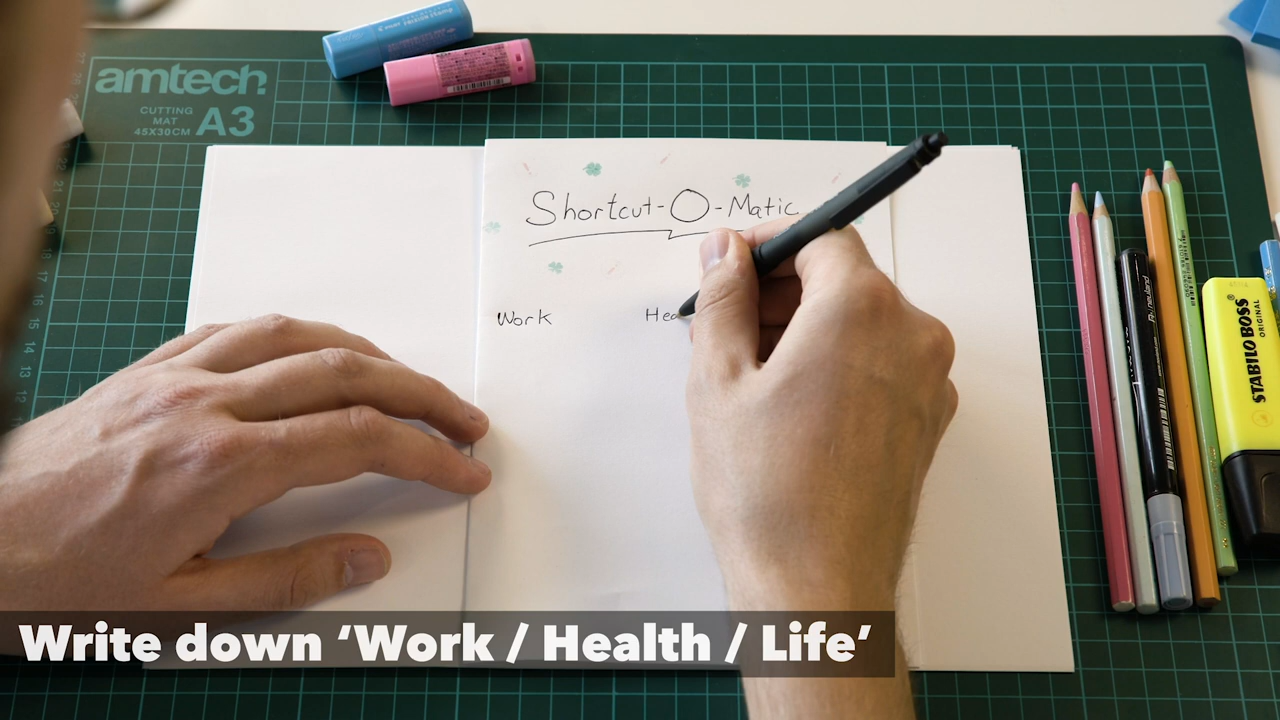 amtech
CUTTING
MAT
45X30CM A3
Shortcut-O-Matic
Work Hea
STABILO BOSS
ORIGINAL
Write down ‘Work / Health / Life’